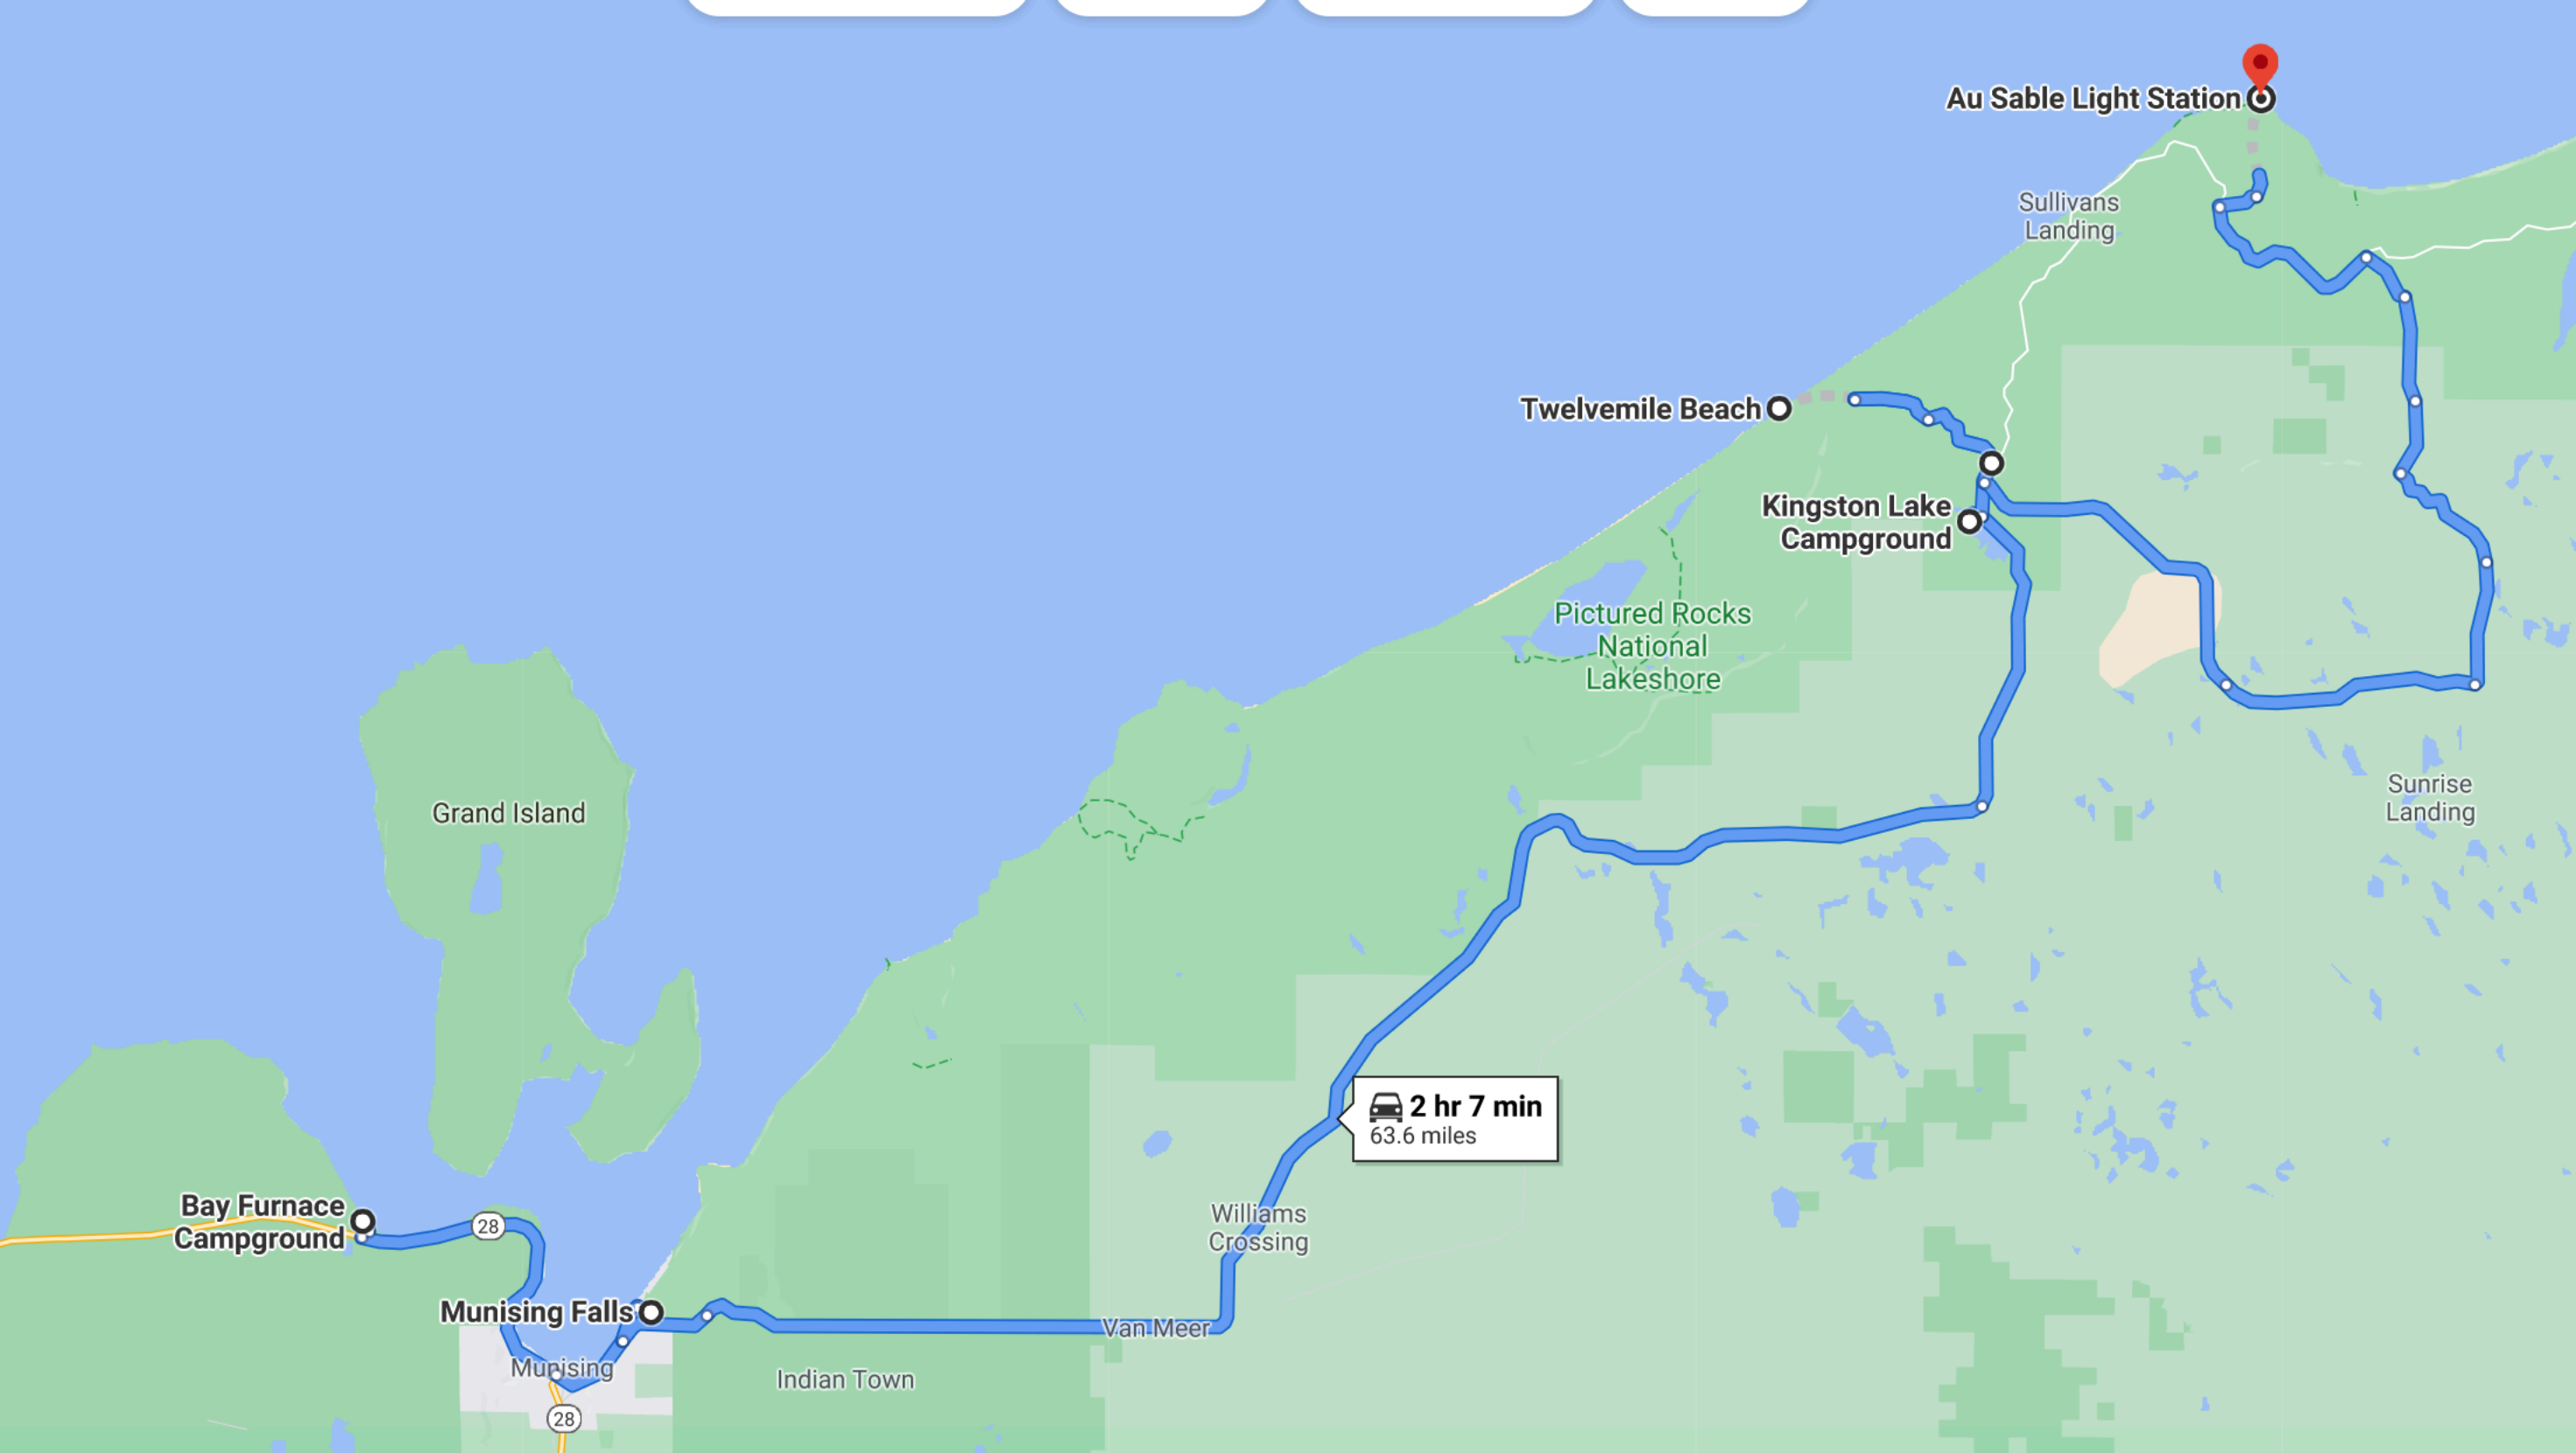 Au Sable Light Station
Sullivans
Landing
Twelvemile Beach
Kingston Lake
Campground
Pictured Rocks
National
Lakeshore
Sunrise
Landing
Grand Island
2 hr 7 min
63.6 miles
Bay Furnace
Campground
28
Williams
Crossing
Munising Falls
Van Meer
Munising
Indian Town
28